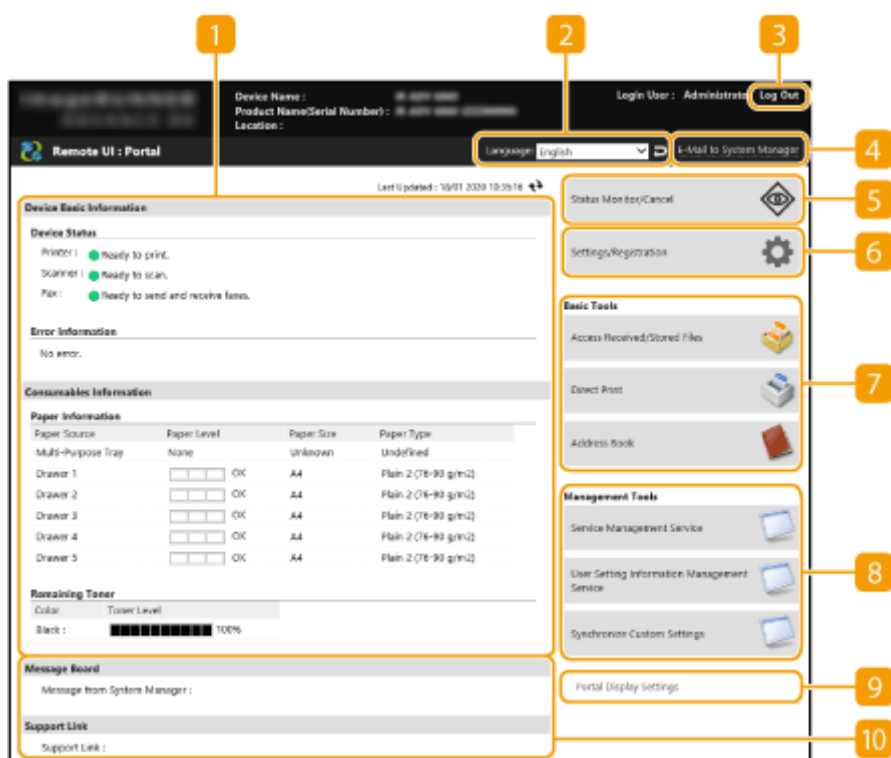 1
2
3
Device Name :
Product Name(Serial Number) :
Location :
Login User : Administrator Log Out
Remote UI : Portal
Language: English
E-Mail to System Manager
4
Last Updated : 18/01 2020 10:35:16
Device Basic Information
Device Status
Printer : Ready to print.
Scanner : Ready to scan.
Fax : Ready to send and receive faxes.
Error Information
No error.
Consumables Information
Paper Information
Paper Source Paper Level Paper Size Paper Type
Multi-Purpose Tray None Unknown Undefined
Drawer 1 OK A4 Plain 2 (76-90 g/m2)
Drawer 2 OK A4 Plain 2 (76-90 g/m2)
Drawer 3 OK A4 Plain 2 (76-90 g/m2)
Drawer 4 OK A4 Plain 2 (76-90 g/m2)
Drawer 5 OK A4 Plain 2 (76-90 g/m2)
Remaining Toner
Color Toner Level
Black : 100%
Message Board
Message from System Manager :
Support Link
Support Link :
Status Monitor/Cancel
5
Settings/Registration
6
Basic Tools
Access Received/Stored Files
Direct Print
7
Address Book
Management Tools
Service Management Service
User Setting Information Management
Service
8
Synchronize Custom Settings
Portal Display Settings
9
10